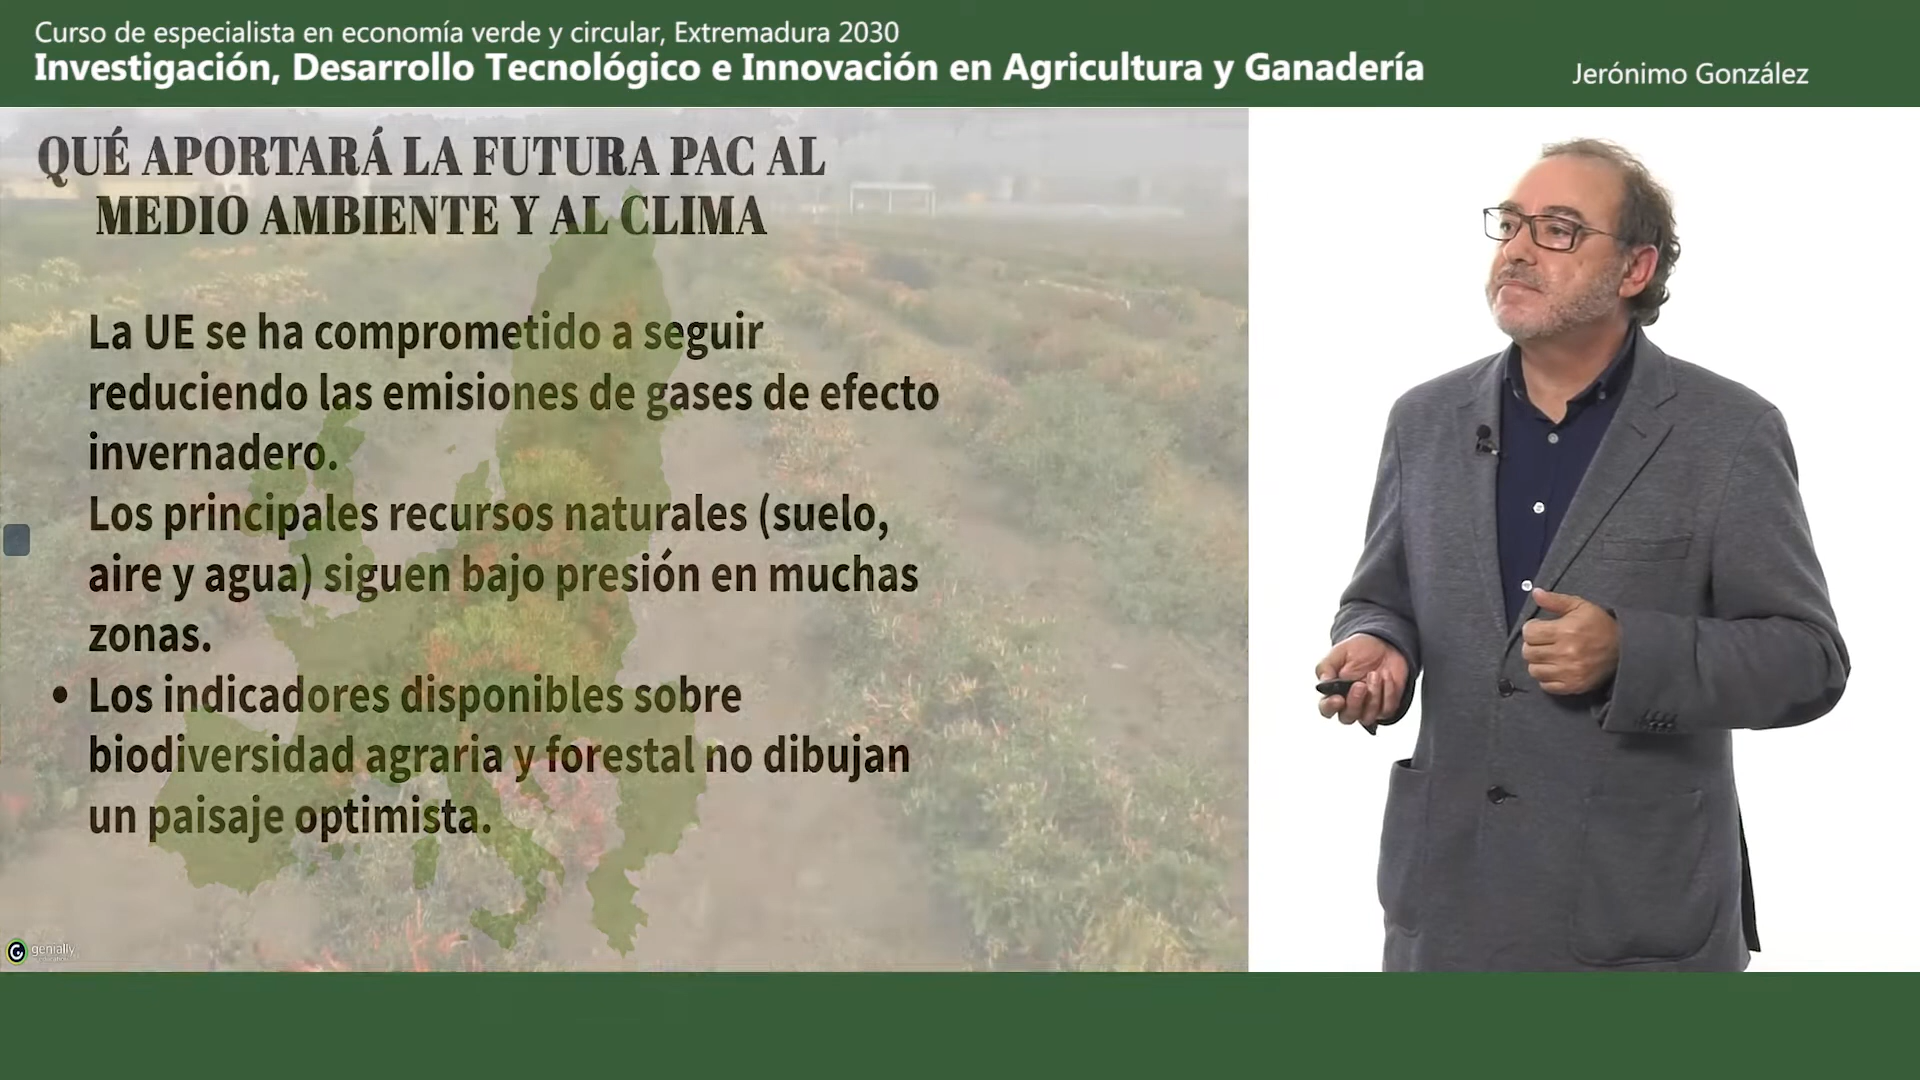 Curso de especialista en economía verde y circular, Extremadura 2030
Investigación, Desarrollo Tecnológico e Innovación en Agricultura y Ganadería
Jerónimo González
QUÉ APORTARÁ LA FUTURA PAC AL
MEDIO AMBIENTE Y AL CLIMA
La UE se ha comprometido a seguir
reduciendo las emisiones de gases de efecto
invernadero.
Los principales recursos naturales (suelo,
aire y agua) siguen bajo presión en muchas
zonas.
• Los indicadores disponibles sobre
biodiversidad agraria y forestal no dibujan
un paisaje optimista.
genially